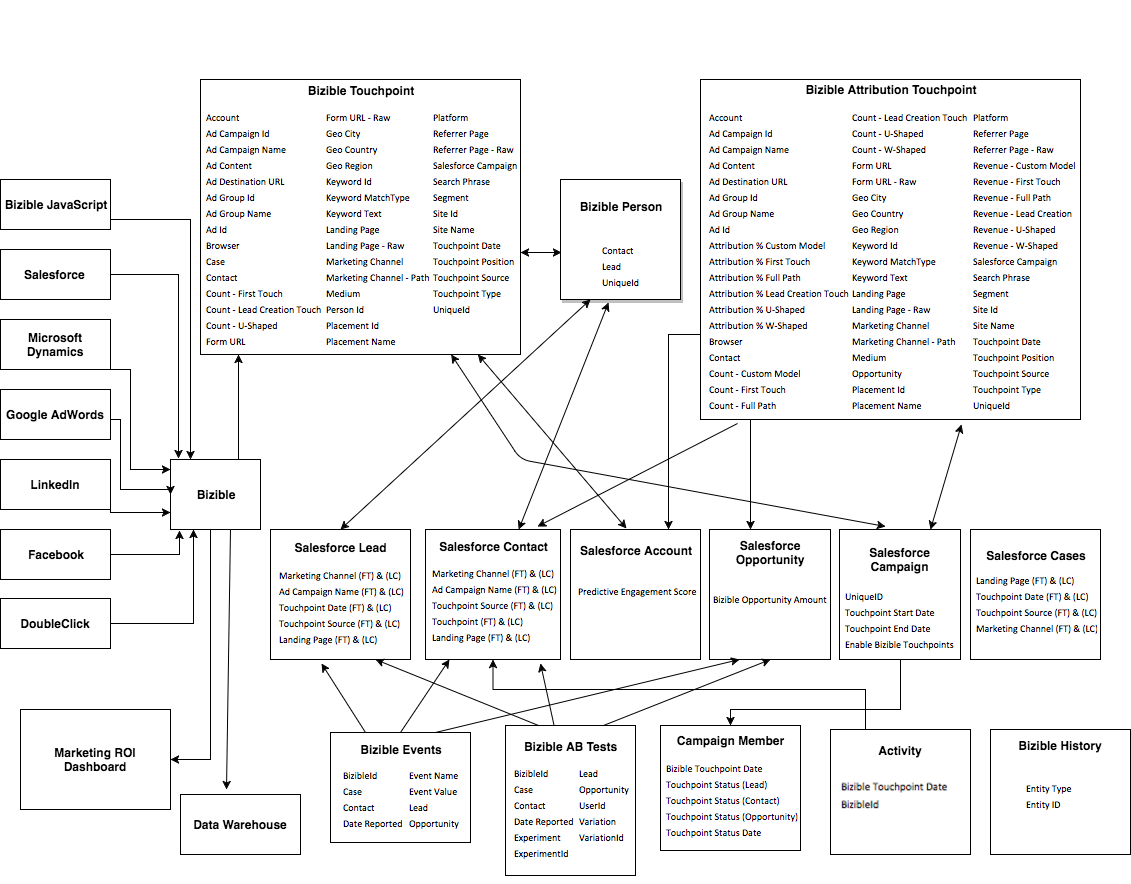 Bizible Touchpoint
Account
Ad Campaign Id
Ad Campaign Name
Ad Content
Ad Destination URL
Ad Group Id
Ad Group Name
Ad Id
Browser
Case
Contact
Count - First Touch
Count - Lead Creation Touch
Count - U-Shaped
Form URL
Form URL - Raw
Geo City
Geo Country
Geo Region
Keyword Id
Keyword MatchType
Keyword Text
Landing Page
Landing Page - Raw
Marketing Channel
Marketing Channel - Path
Medium
Person Id
Placement Id
Placement Name
Platform
Referrer Page
Referrer Page - Raw
Salesforce Campaign
Search Phrase
Segment
Site Id
Site Name
Touchpoint Date
Touchpoint Position
Touchpoint Source
Touchpoint Type
UniqueId
Bizible Person
Contact
Lead
UniqueId
Bizible Attribution Touchpoint
Account
Ad Campaign Id
Ad Campaign Name
Ad Content
Ad Destination URL
Ad Group Id
Ad Group Name
Ad Id
Attribution % Custom Model
Attribution % First Touch
Attribution % Full Path
Attribution % Lead Creation Touch
Attribution % U-Shaped
Attribution % W-Shaped
Browser
Contact
Count - Custom Model
Count - First Touch
Count - Full Path
Count - Lead Creation Touch
Count - U-Shaped
Count - W-Shaped
Form URL
Form URL - Raw
Geo City
Geo Country
Geo Region
Keyword Id
Keyword MatchType
Keyword Text
Landing Page
Landing Page - Raw
Marketing Channel
Marketing Channel - Path
Medium
Opportunity
Placement Id
Placement Name
Platform
Referrer Page
Referrer Page - Raw
Revenue - Custom Model
Revenue - First Touch
Revenue - Full Path
Revenue - Lead Creation
Revenue - U-Shaped
Revenue - W-Shaped
Salesforce Campaign
Search Phrase
Segment
Site Id
Site Name
Touchpoint Date
Touchpoint Position
Touchpoint Source
Touchpoint Type
UniqueId
Bizible JavaScript
Salesforce
Microsoft
Dynamics
Google AdWords
LinkedIn
Facebook
DoubleClick
Bizible
Salesforce Lead
Marketing Channel (FT) & (LC)
Ad Campaign Name (FT) & (LC)
Touchpoint Date (FT) & (LC)
Touchpoint Source (FT) & (LC)
Landing Page (FT) & (LC)
Salesforce Contact
Marketing Channel (FT) & (LC)
Ad Campaign Name (FT) & (LC)
Touchpoint Source (FT) & (LC)
Touchpoint (FT) & (LC)
Landing Page (FT) & (LC)
Salesforce Account
Predictive Engagement Score
Salesforce
Opportunity
Bizible Opportunity Amount
Salesforce
Campaign
UniqueID
Touchpoint Start Date
Touchpoint End Date
Enable Bizible Touchpoints
Salesforce Cases
Landing Page (FT) & (LC)
Touchpoint Date (FT) & (LC)
Touchpoint Source (FT) & (LC)
Marketing Channel (FT) & (LC)
Marketing ROI
Dashboard
Data Warehouse
Bizible Events
BizibleId
Case
Contact
Date Reported
Event Name
Event Value
Lead
Opportunity
Bizible AB Tests
BizibleId
Case
Contact
Date Reported
Experiment
ExperimentId
Lead
Opportunity
UserId
Variation
VariationId
Campaign Member
Bizible Touchpoint Date
Touchpoint Status (Lead)
Touchpoint Status (Contact)
Touchpoint Status (Opportunity)
Touchpoint Status Date
Activity
Bizible Touchpoint Date
BizibleId
Bizible History
Entity Type
Entity ID